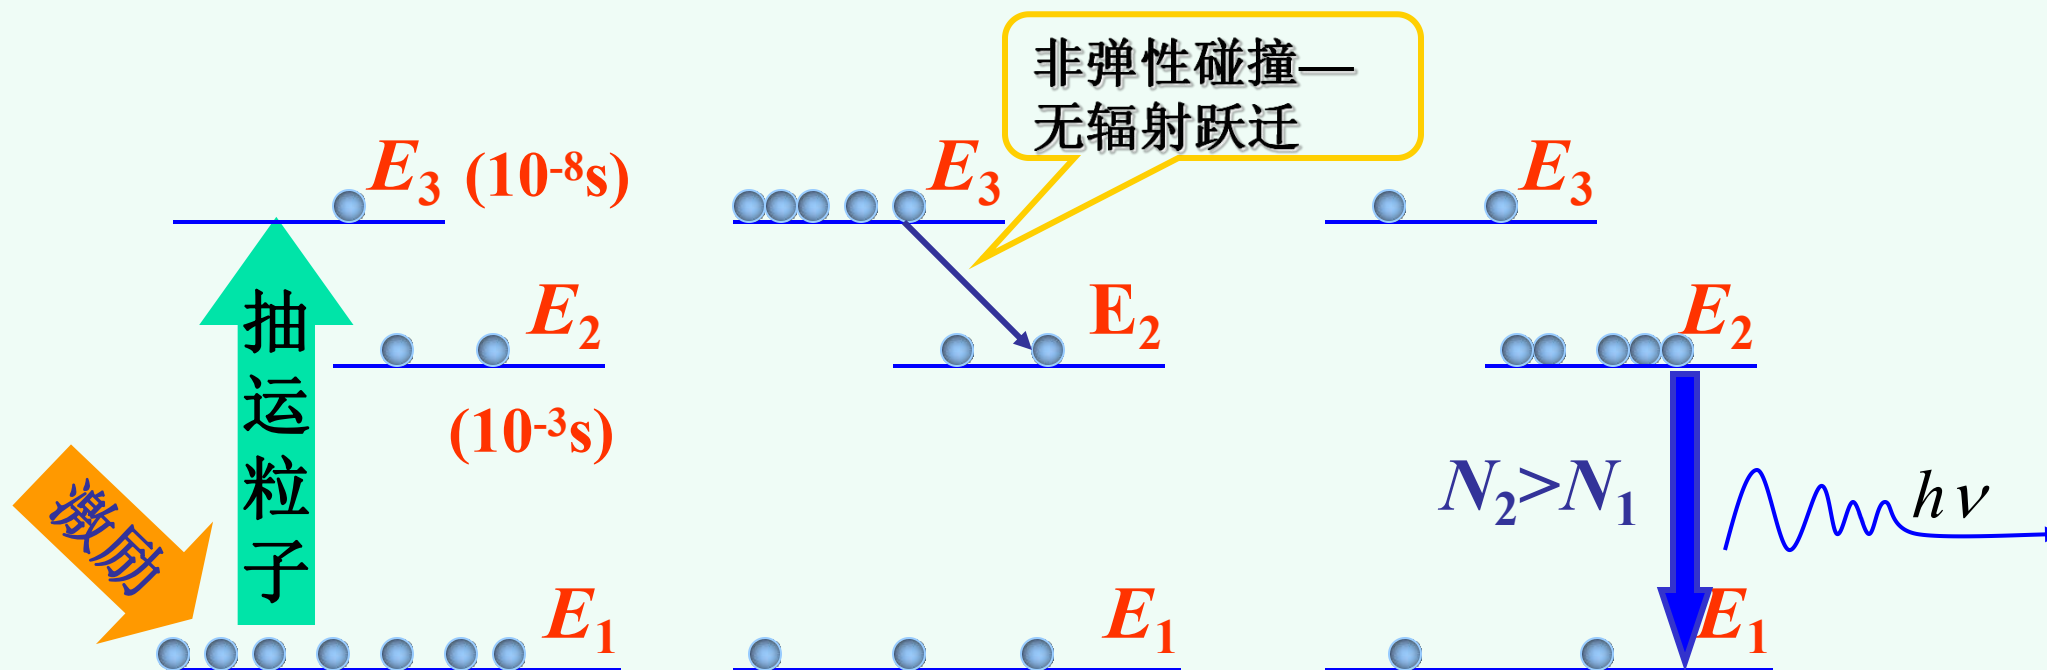 非弹性碰撞—
无辐射跃迁
E₃ (10⁻⁸s)
E₃
E₃
E₂
E₂
E₂
(10⁻³s)
抽运粒子
激励
N₂>N₁
hν
E₁
E₁
E₁